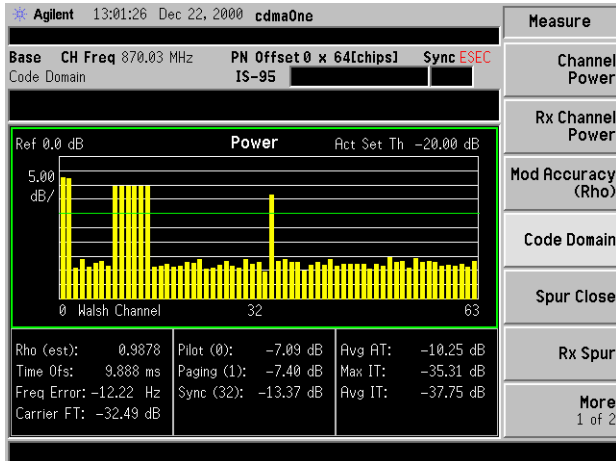 Agilent 13:01:26 Dec 22, 2000 cdmaOne
Base CH Freq 870.03 MHz PN Offset 0 x 64[chips] Sync ESEC
Code Domain IS-95
Ref 0.0 dB Power Act Set Th -20.00 dB
5.00
dB/
0 Walsh Channel 32 63
Rho (est): 0.9878
Time Ofs: 9.888 ms
Freq Error: -12.22 Hz
Carrier FT: -32.49 dB
Pilot (0): -7.09 dB
Paging (1): -7.40 dB
Sync (32): -13.37 dB
Avg AT: -10.25 dB
Max IT: -35.31 dB
Avg IT: -37.75 dB
Measure
Channel
Power
Rx Channel
Power
Mod Accuracy
(Rho)
Code Domain
Spur Close
Rx Spur
More
1 of 2